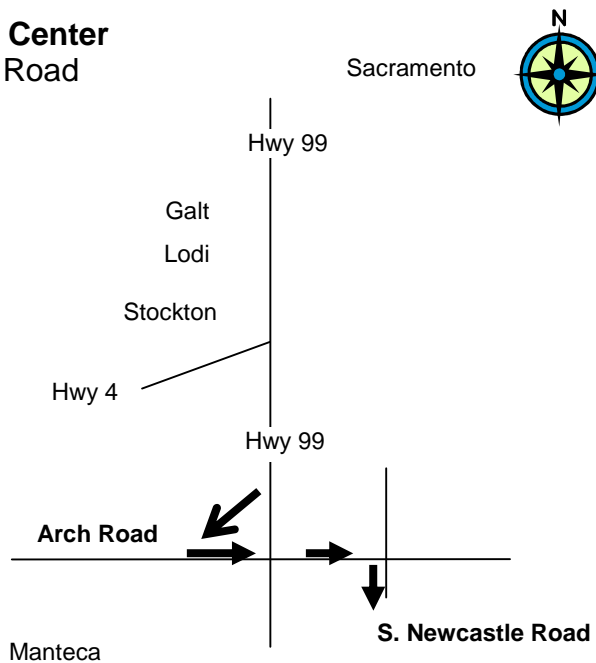 Center
Road
N
Sacramento
Hwy 99
Galt
Lodi
Stockton
Hwy 4
Hwy 99
Arch Road
S. Newcastle Road
Manteca